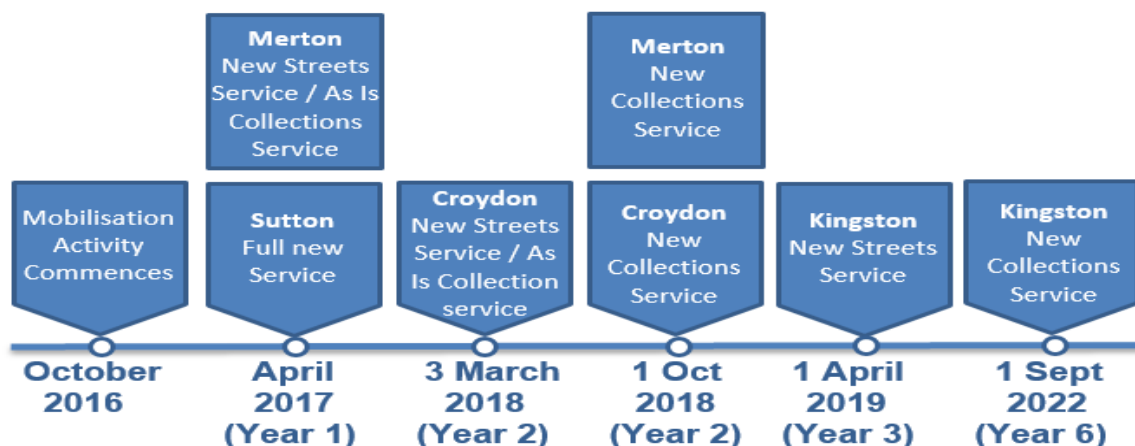 Merton
New Streets
Service / As Is
Collections
Service
Merton
New
Collections
Service
Mobilisation
Activity
Commences
Sutton
Full new
Service
Croydon
New Streets
Service / As
Is Collection
service
Croydon
New
Collections
Service
Kingston
New Streets
Service
Kingston
New
Collections
Service
October
2016
April
2017
(Year 1)
3 March
2018
(Year 2)
1 Oct
2018
(Year 2)
1 April
2019
(Year 3)
1 Sept
2022
(Year 6)